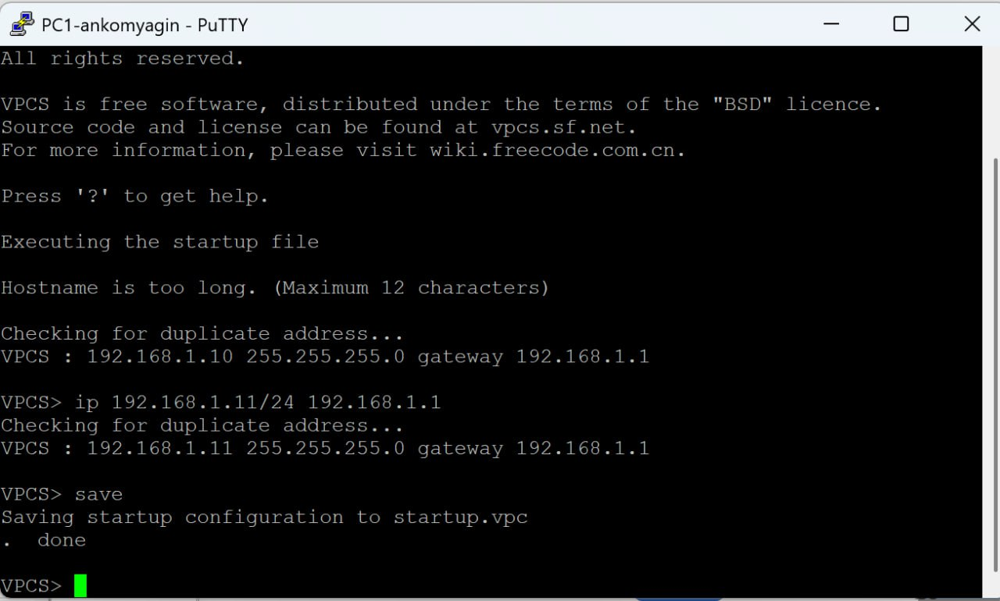 PC1-ankomyagin - PuTTY
All rights reserved.
VPCS is free software, distributed under the terms of the "BSD" licence.
Source code and license can be found at vpcs.sf.net.
For more information, please visit wiki.freecode.com.cn.
Press '?' to get help.
Executing the startup file
Hostname is too long. (Maximum 12 characters)
Checking for duplicate address...
VPCS : 192.168.1.10 255.255.255.0 gateway 192.168.1.1
VPCS> ip 192.168.1.11/24 192.168.1.1
Checking for duplicate address...
VPCS : 192.168.1.11 255.255.255.0 gateway 192.168.1.1
VPCS> save
Saving startup configuration to startup.vpc
.  done
VPCS>